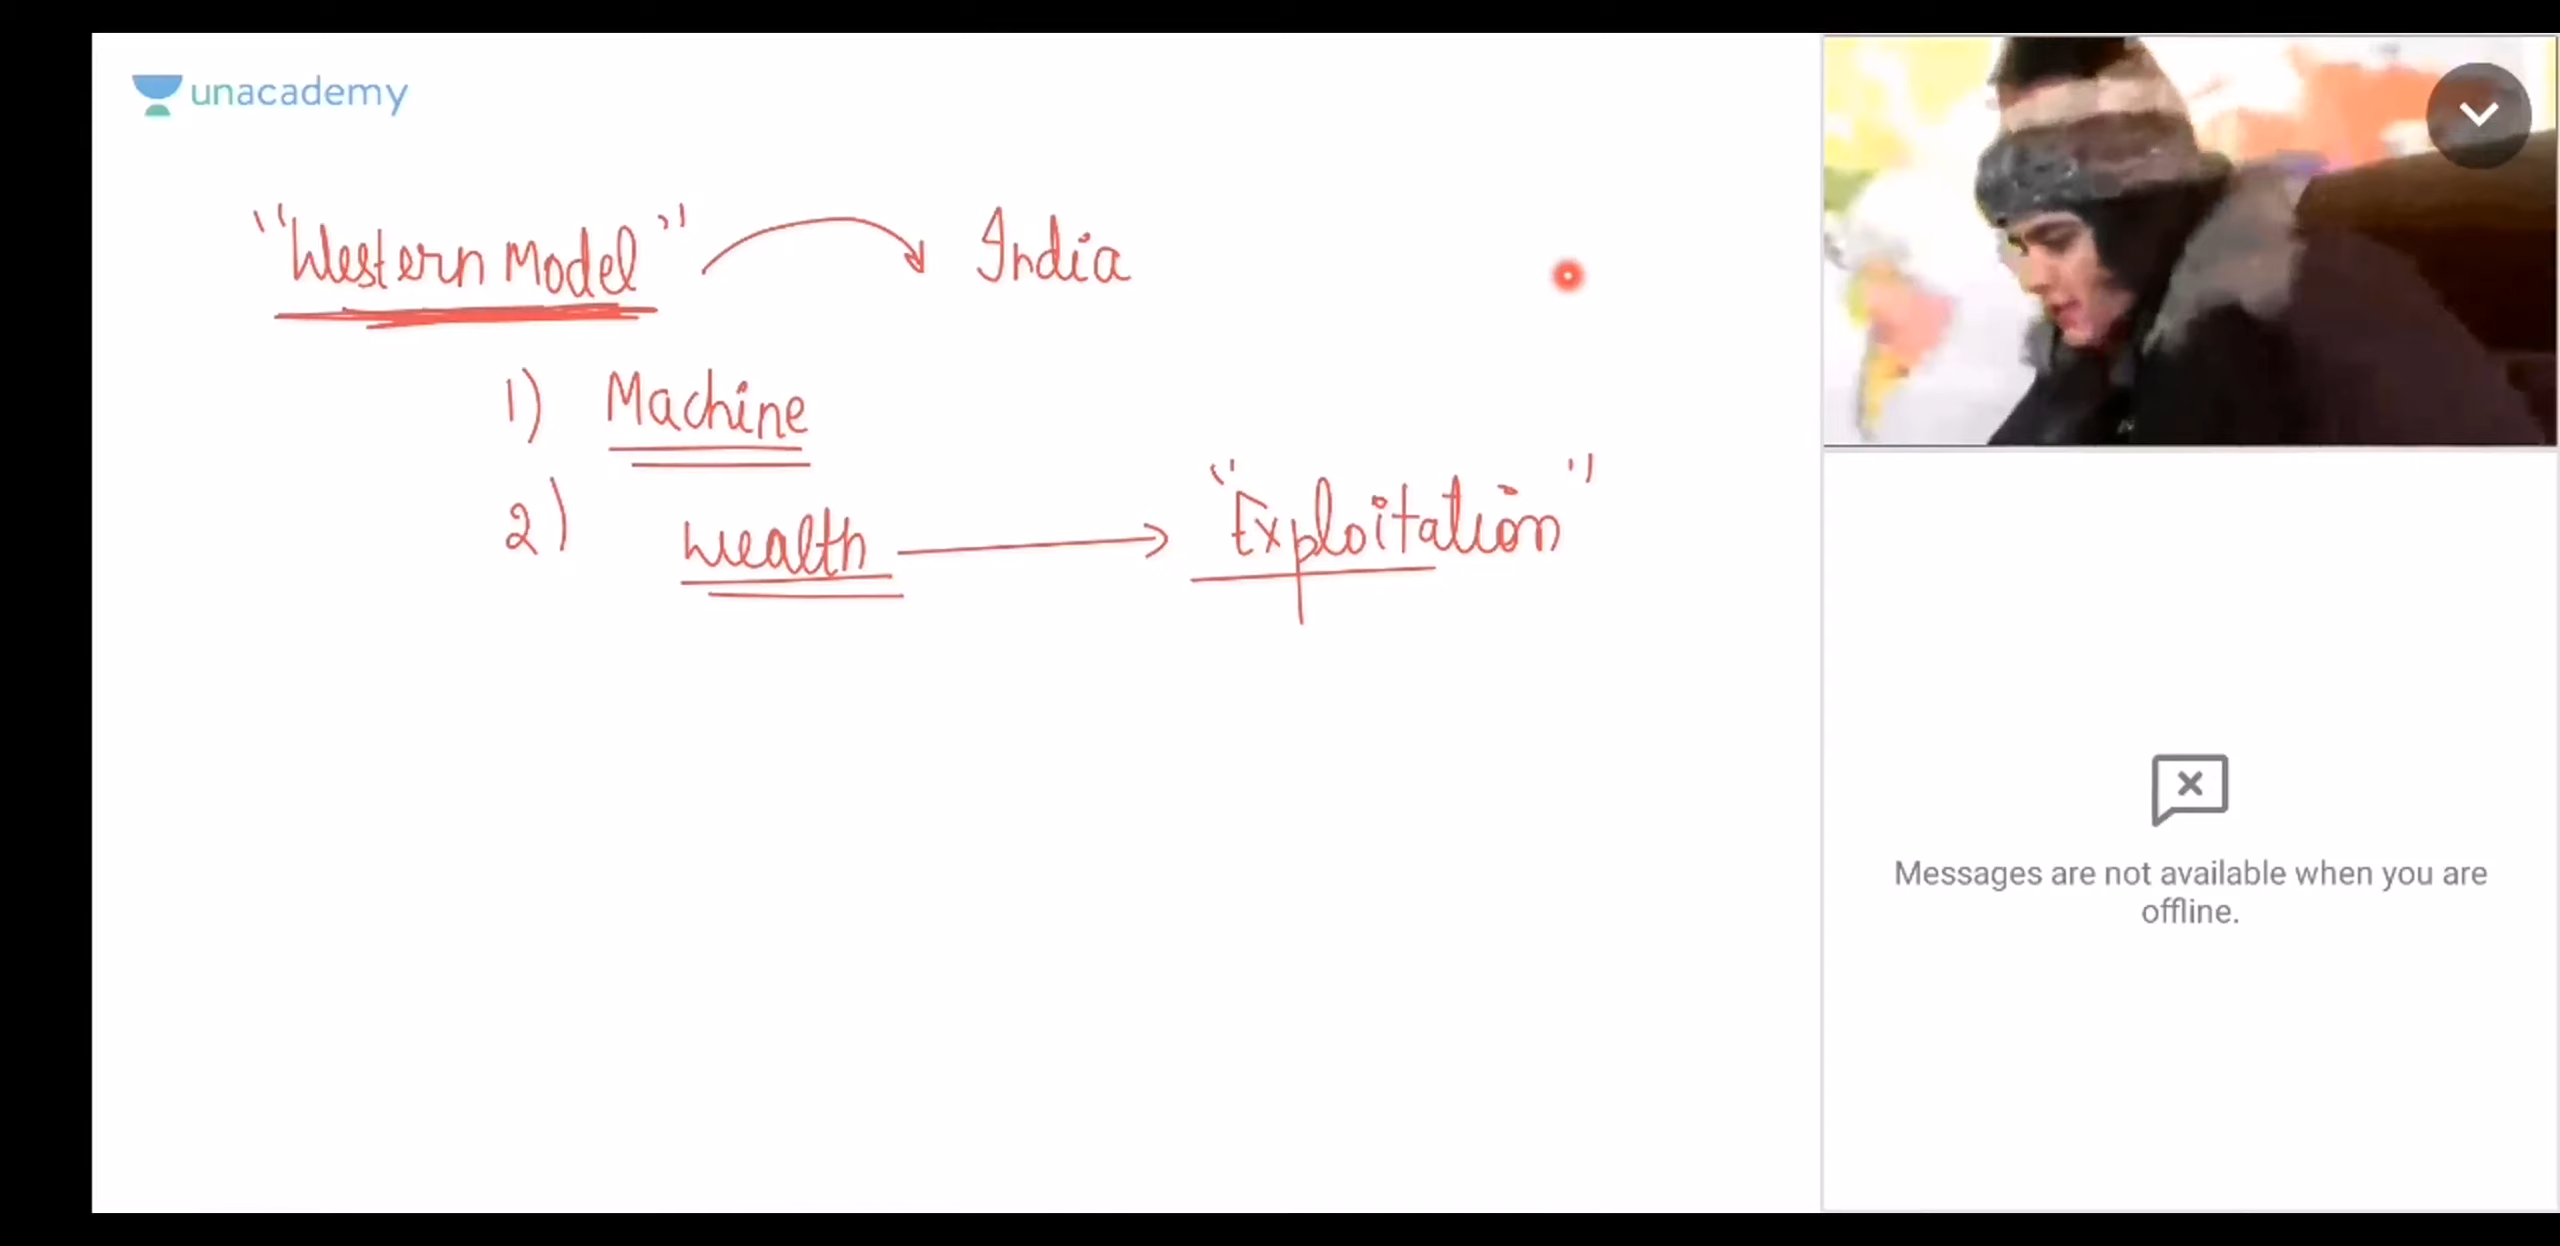 unacademy
"Western Model" India
1) Machine
2) Wealth "Exploitation"
Messages are not available when you are
offline.